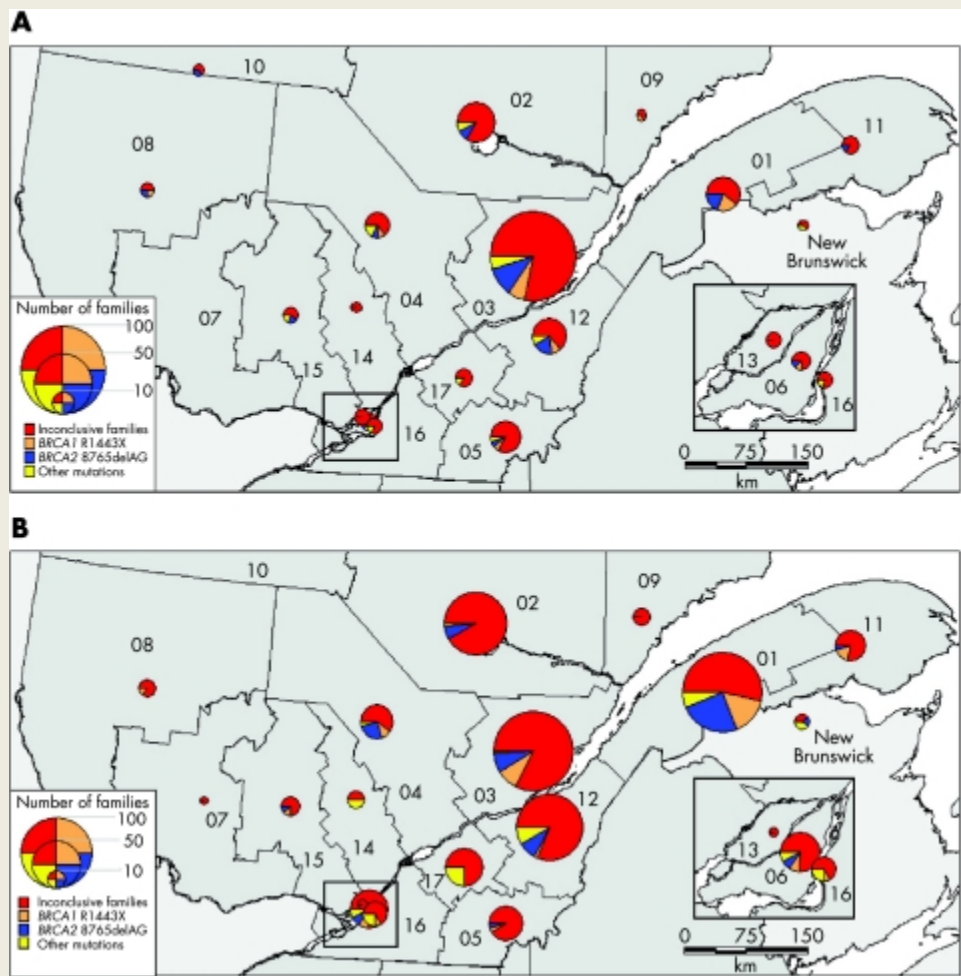 A
10
02
09
11
08
01
New
Brunswick
07
04
03
12
15
14
17
16
05
13
06
16
Number of families
100
50
10
Inconclusive families
BRCA1 R1443X
BRCA2 8765delAG
Other mutations
0 75 150
km
B
10
02
09
11
08
01
New
Brunswick
07
04
03
12
15
14
17
16
05
13
06
16
Number of families
100
50
10
Inconclusive families
BRCA1 R1443X
BRCA2 8765delAG
Other mutations
0 75 150
km